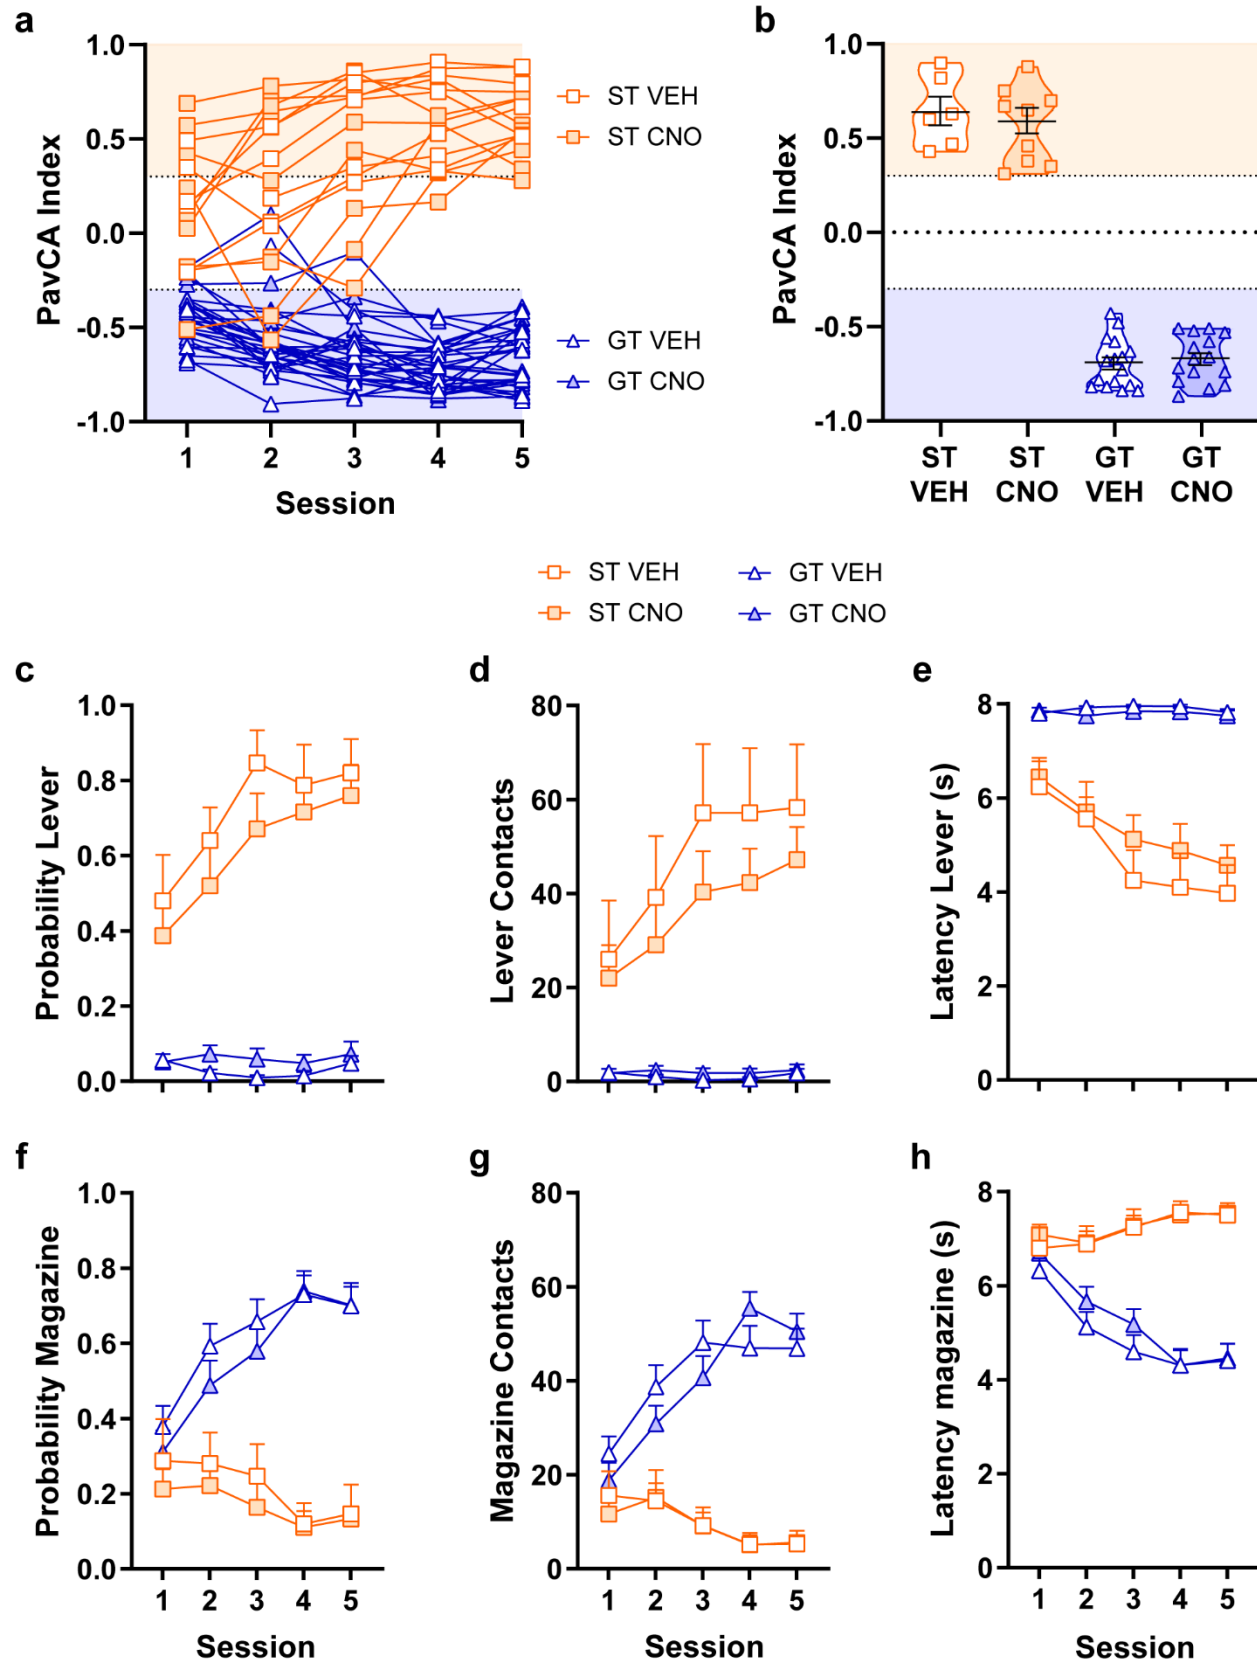 a
1.0
0.5
0.0
-0.5
-1.0
PavCA Index
1 2 3 4 5
Session
ST VEH
ST CNO
GT VEH
GT CNO
b
1.0
0.5
0.0
-0.5
-1.0
PavCA Index
ST ST GT GT
VEH CNO VEH CNO
ST VEH GT VEH
ST CNO GT CNO
c
1.0
0.8
0.6
0.4
0.2
0.0
Probability Lever
d
80
60
40
20
0
Lever Contacts
e
8
6
4
2
0
Latency Lever (s)
f
1.0
0.8
0.6
0.4
0.2
0.0
Probability Magazine
1 2 3 4 5
Session
g
80
60
40
20
0
Magazine Contacts
1 2 3 4 5
Session
h
8
6
4
2
0
Latency magazine (s)
1 2 3 4 5
Session